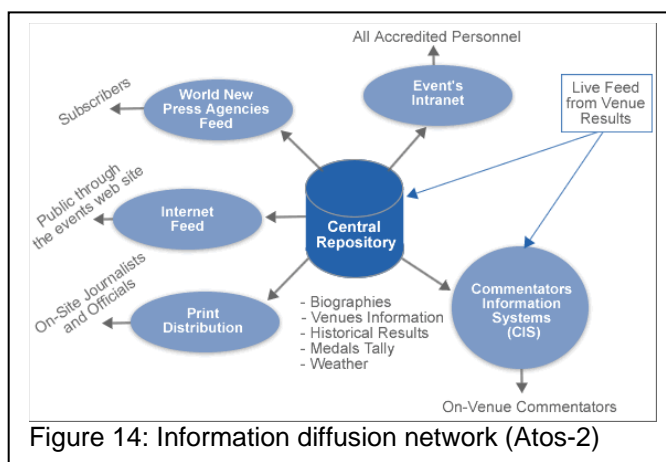 All Accredited Personnel
Subscribers
World New
Press Agencies
Feed
Event's
Intranet
Live Feed
from Venue
Results
Public through
the events web site
Internet
Feed
Central
Repository
On-Site Journalists
and Officials
Print
Distribution
- Biographies
- Venues Information
- Historical Results
- Medals Tally
- Weather
Commentators
Information
Systems
(CIS)
On-Venue Commentators
Figure 14: Information diffusion network (Atos-2)